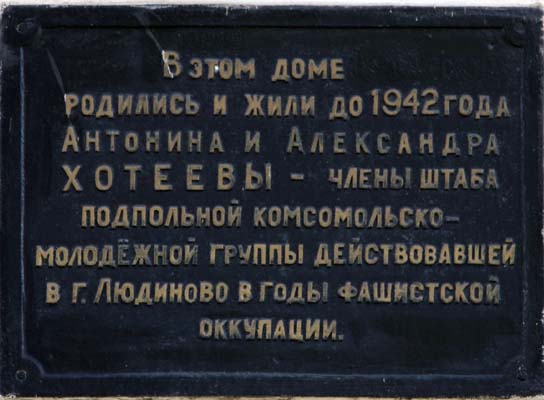 В этом доме
родились и жили до 1942 года
Антонина и Александра
ХОТЕЕВЫ – члены штаба
подпольной комсомольско-
молодёжной группы действовавшей
в г. Людиново в годы фашистской
оккупации.